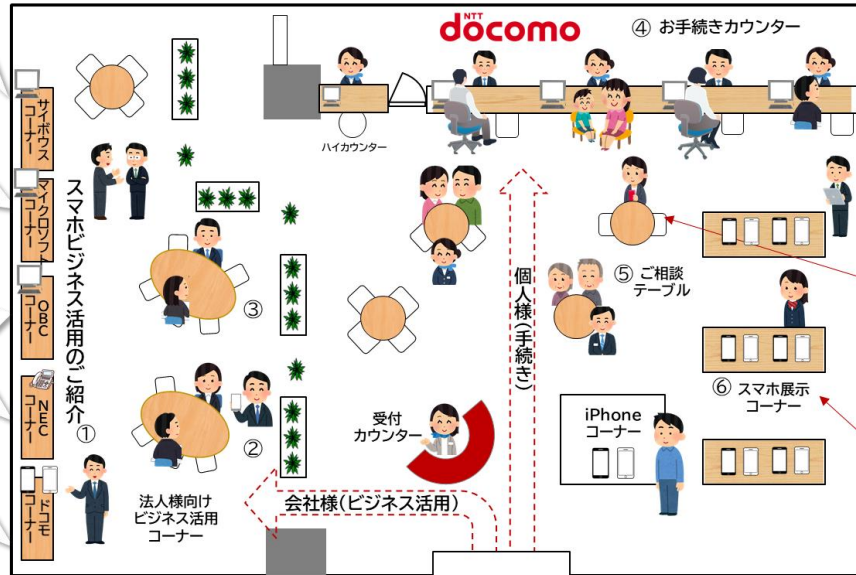 NTT
docomo
④ お手続きカウンター
サイボウズ
コーナー
ハイカウンター
マイクロソフト
コーナー
スマホビジネス活用のご紹介
①
OBC
コーナー
③
個人様(手続き)
⑤ ご相談
テーブル
NEC
コーナー
②
受付
カウンター
iPhone
コーナー
⑥ スマホ展示
コーナー
ドコモ
コーナー
法人様向け
ビジネス活用
コーナー
会社様(ビジネス活用)